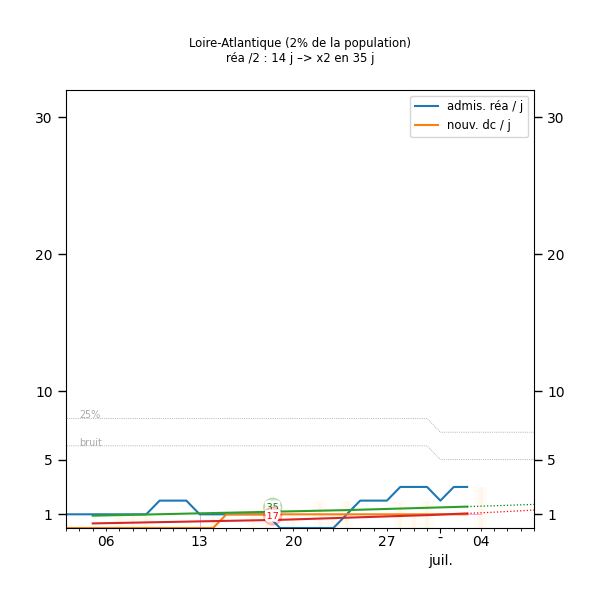 Loire-Atlantique (2% de la population)
réa /2 : 14 j –> x2 en 35 j
admis. réa / j
nouv. dc / j
30 30
20 20
10 10
25%
bruit
5 5
35
17
1 1
06 13 20 27 - 04
juil.